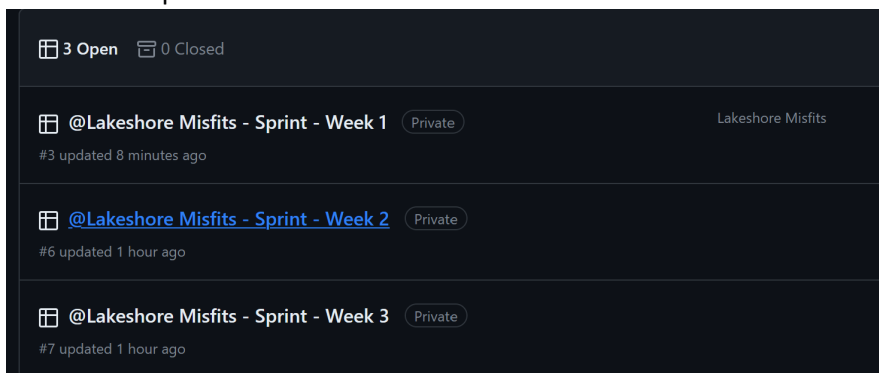 3 Open 0 Closed
@Lakeshore Misfits - Sprint - Week 1 Private Lakeshore Misfits
#3 updated 8 minutes ago
@Lakeshore Misfits - Sprint - Week 2 Private
#6 updated 1 hour ago
@Lakeshore Misfits - Sprint - Week 3 Private
#7 updated 1 hour ago